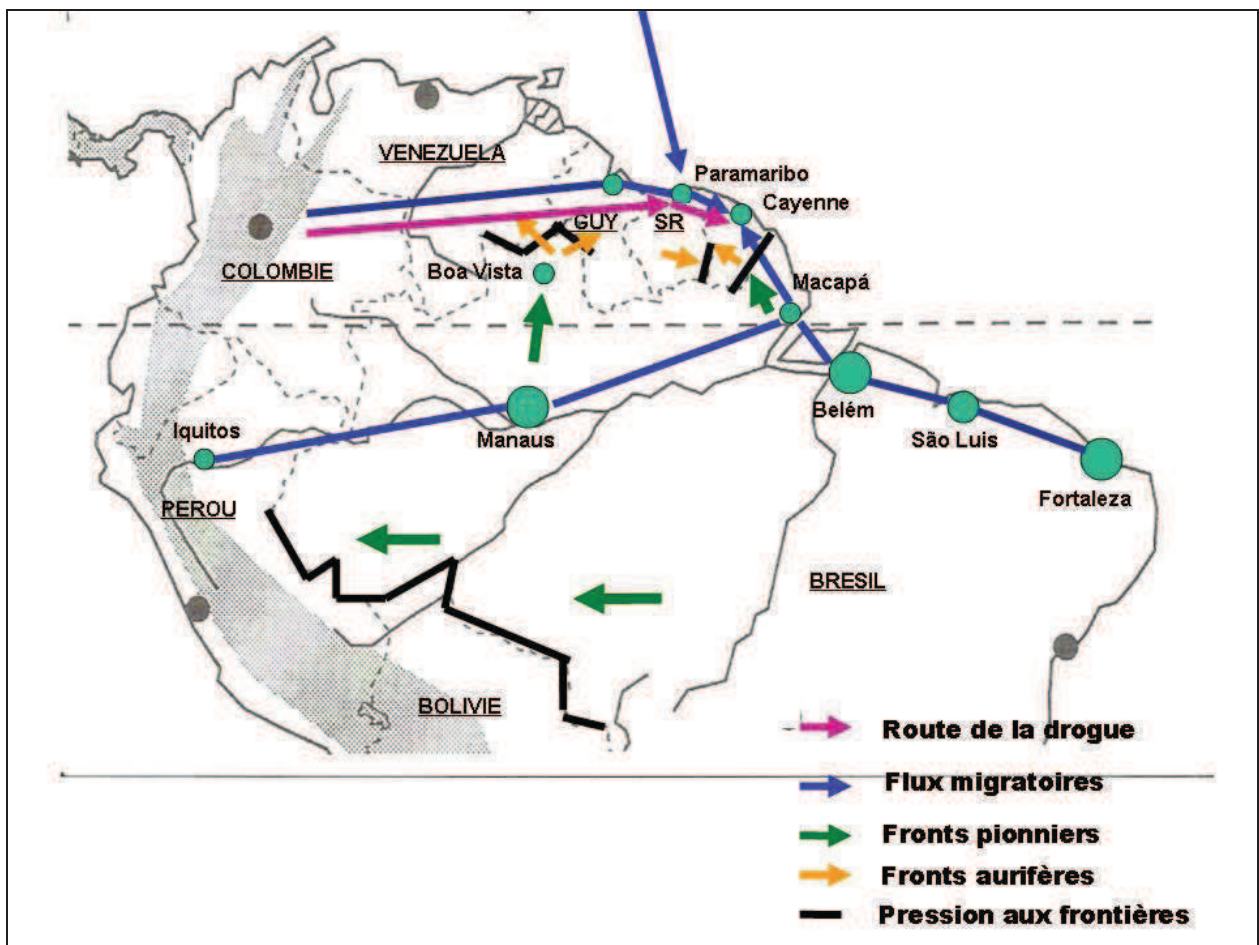 VENEZUELA
Paramaribo
Cayenne
GUY
SR
COLOMBIE
Boa Vista
Macapá
Iquitos
Manaus
Belém
São Luis
Fortaleza
PEROU
BRESIL
BOLIVIE
Route de la drogue
Flux migratoires
Fronts pionniers
Fronts aurifères
Pression aux frontières